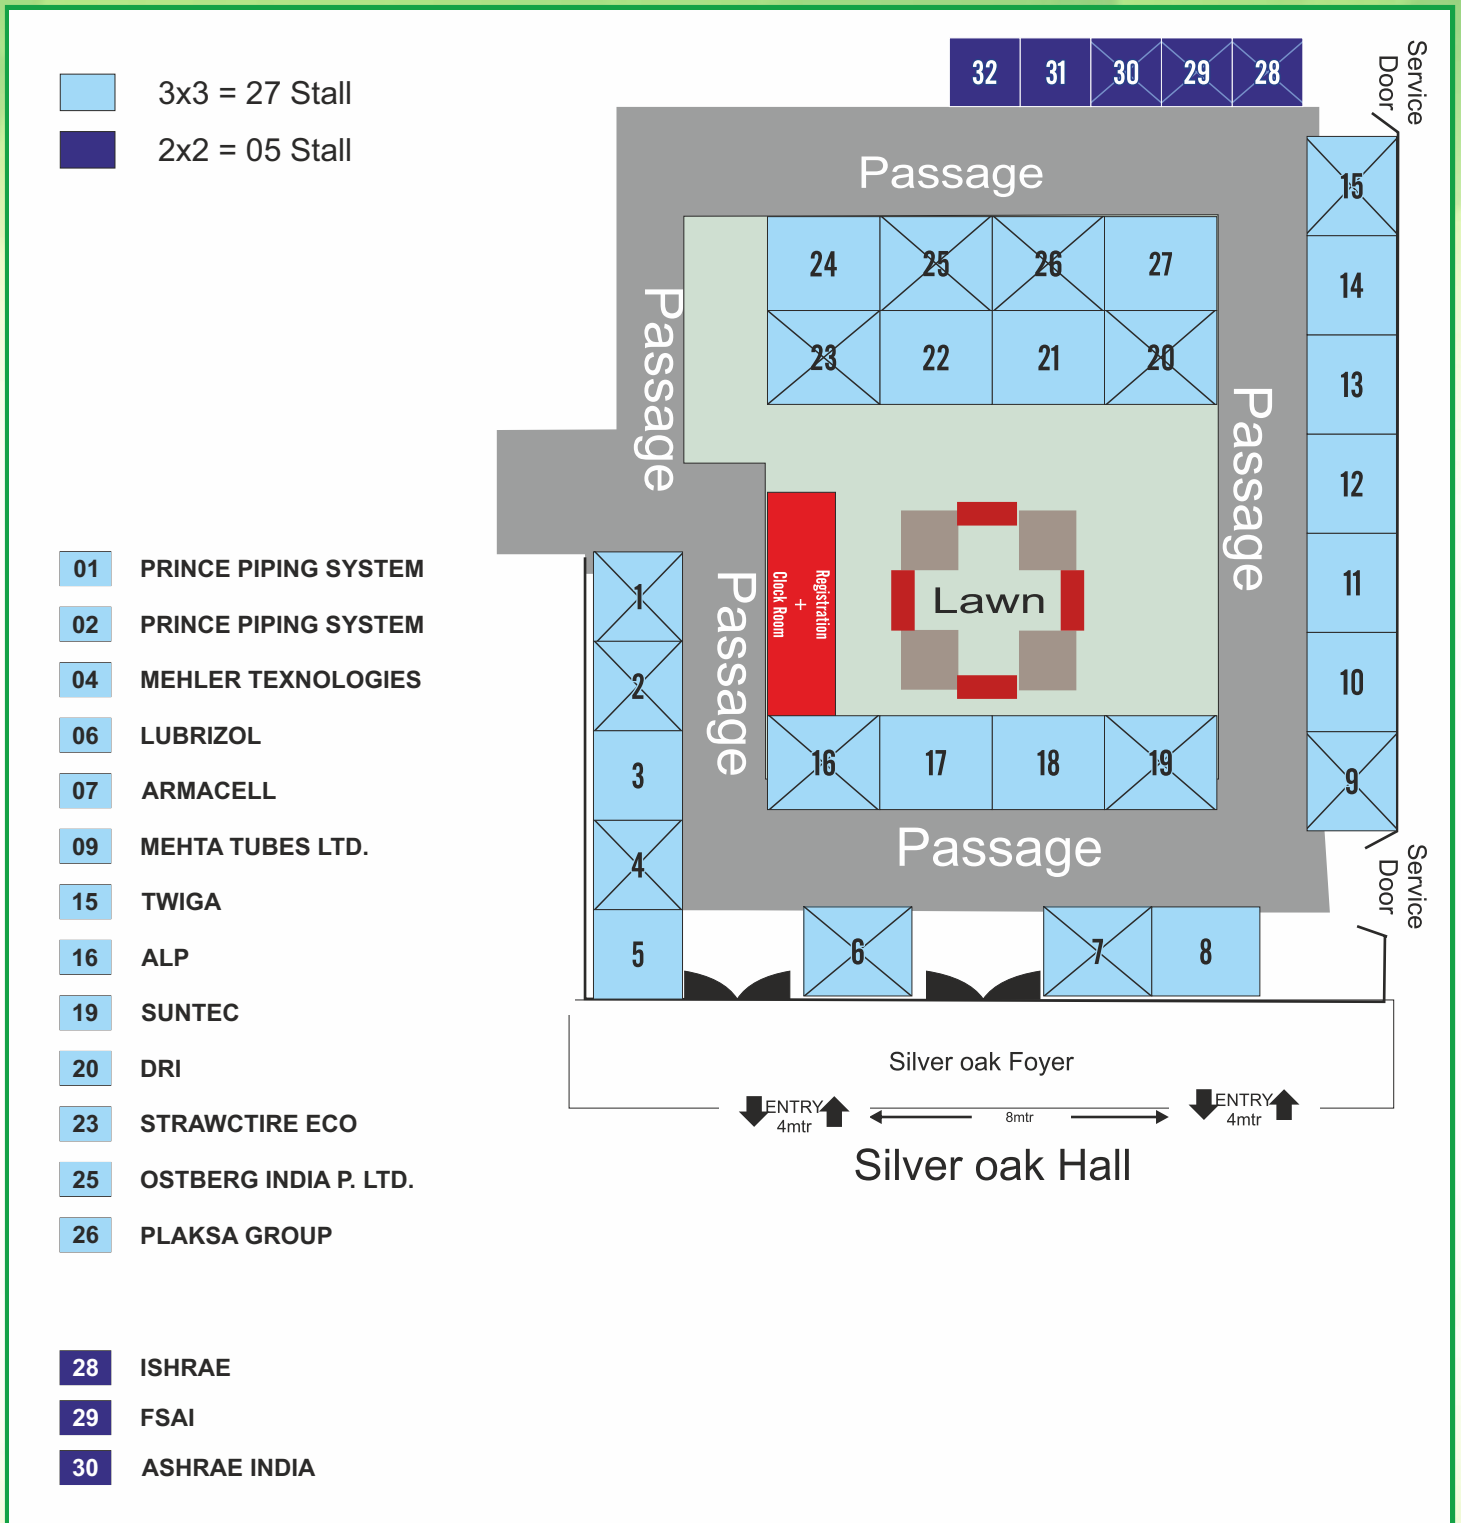 3x3 = 27 Stall
2x2 = 05 Stall
32 31 30 29 28
Service
Door
Passage
15
24 25 26 27
14
Passage
23 22 21 20
13
Passage
12
Registration
+
Clock Room
Lawn
11
1
2
10
Passage
3
16 17 18 19
9
4
Passage
Service
Door
5
6
7 8
Silver oak Foyer
ENTRY
4mtr
8mtr
ENTRY
4mtr
Silver oak Hall
01 PRINCE PIPING SYSTEM
02 PRINCE PIPING SYSTEM
04 MEHLER TEXNOLOGIES
06 LUBRIZOL
07 ARMACELL
09 MEHTA TUBES LTD.
15 TWIGA
16 ALP
19 SUNTEC
20 DRI
23 STRAWCTIRE ECO
25 OSTBERG INDIA P. LTD.
26 PLAKSA GROUP
28 ISHRAE
29 FSAI
30 ASHRAE INDIA